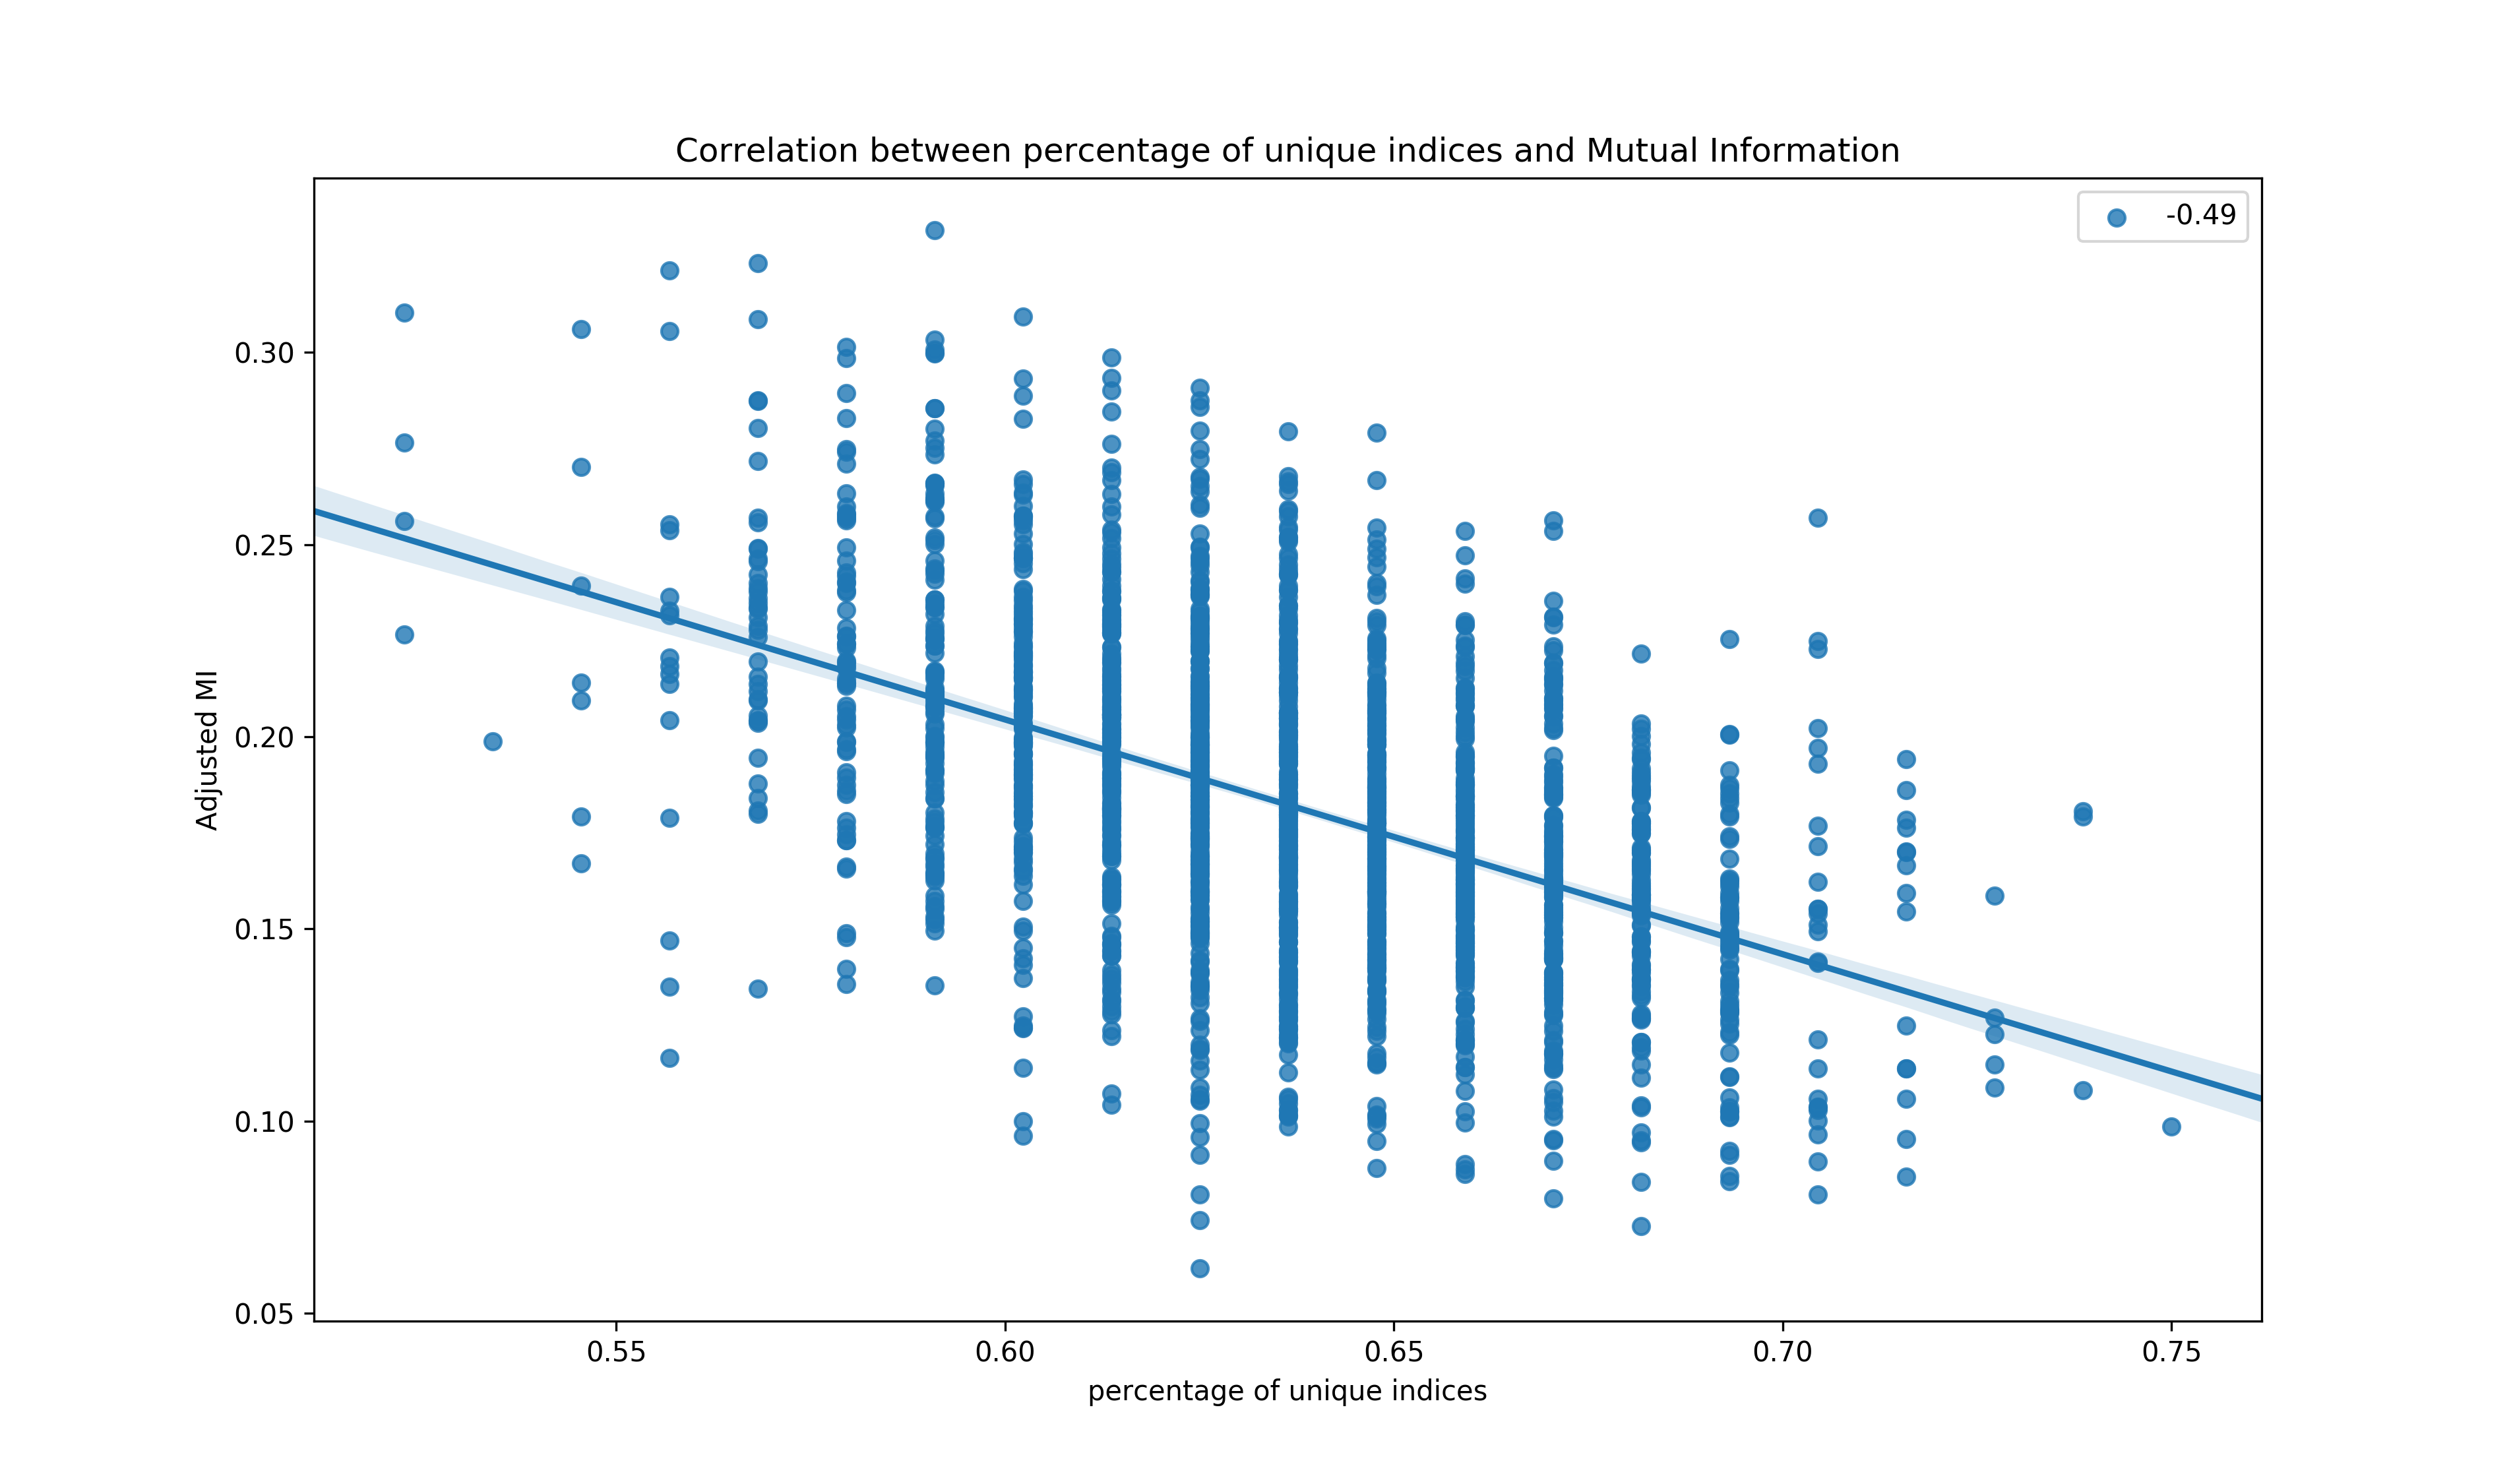 Correlation between percentage of unique indices and Mutual Information
-0.49
0.30
0.25
0.20
0.15
0.10
0.05
Adjusted MI
0.55 0.60 0.65 0.70 0.75
percentage of unique indices